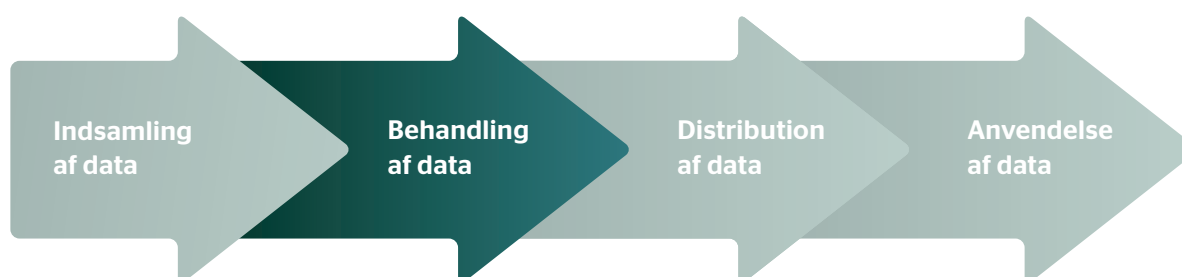 Indsamling
af data
Behandling
af data
Distribution
af data
Anvendelse
af data